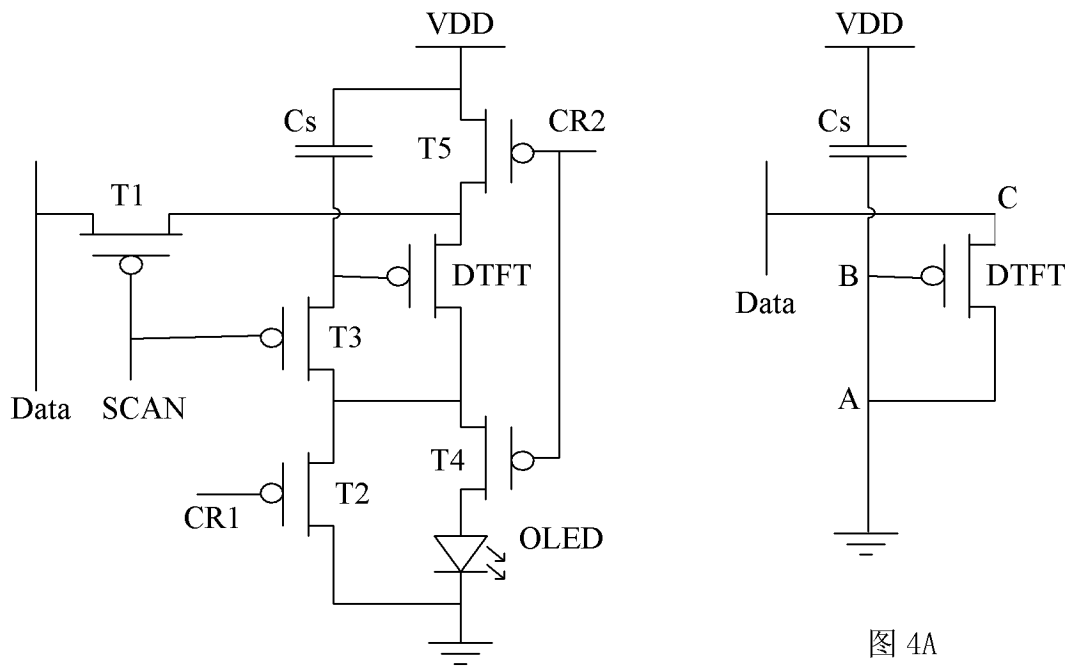 VDD
Cs
T5
CR2
T1
DTFT
T3
Data
SCAN
T4
T2
CR1
OLED
VDD
Cs
C
B
DTFT
Data
A
图 4A